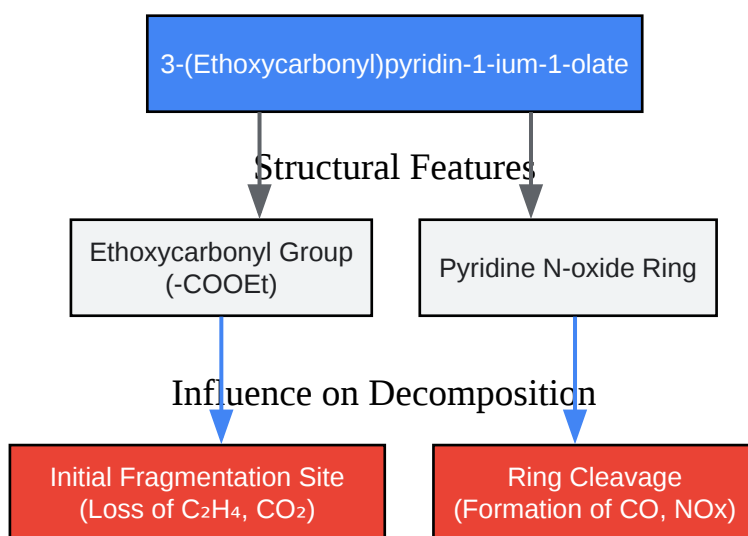 3-(Ethoxycarbonyl)pyridin-1-ium-1-olate
Structural Features
Ethoxycarbonyl Group
(-COOEt)
Pyridine N-oxide Ring
Influence on Decomposition
Initial Fragmentation Site
(Loss of C₂H₄, CO₂)
Ring Cleavage
(Formation of CO, NOx)